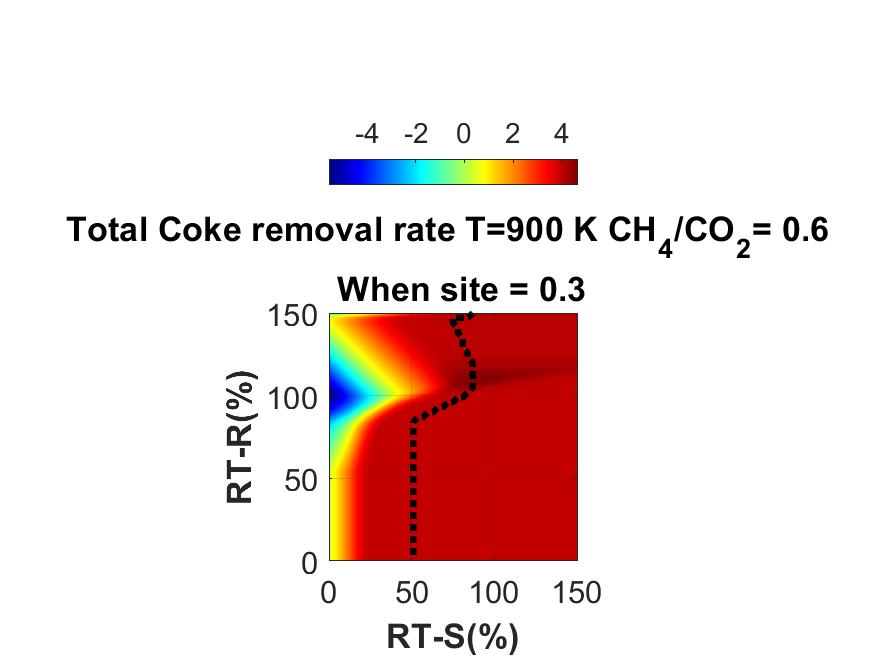 -4 -2 0 2 4
Total Coke removal rate T=900 K CH4/CO2= 0.6
When site = 0.3
150
100
50
0
RT-R(%)
0 50 100 150
RT-S(%)